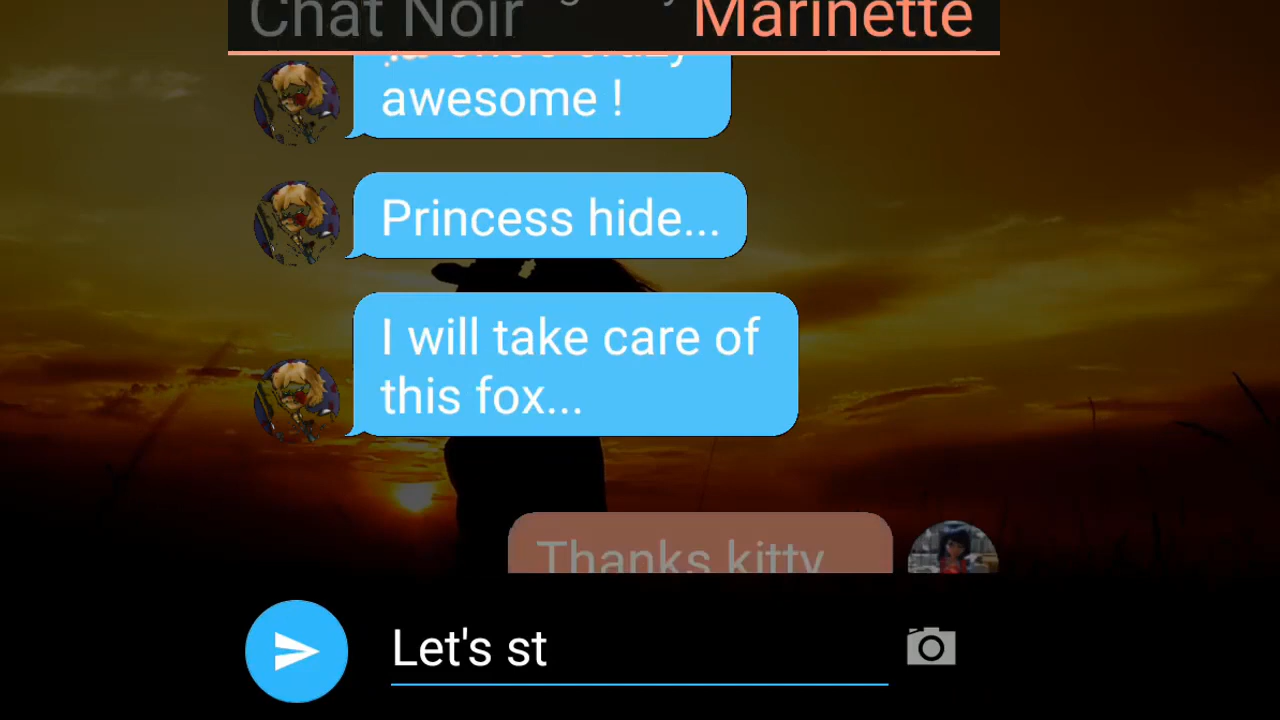 Chat Noir Marinette
awesome !
Princess hide...
I will take care of
this fox...
Thanks kitty
Let's st